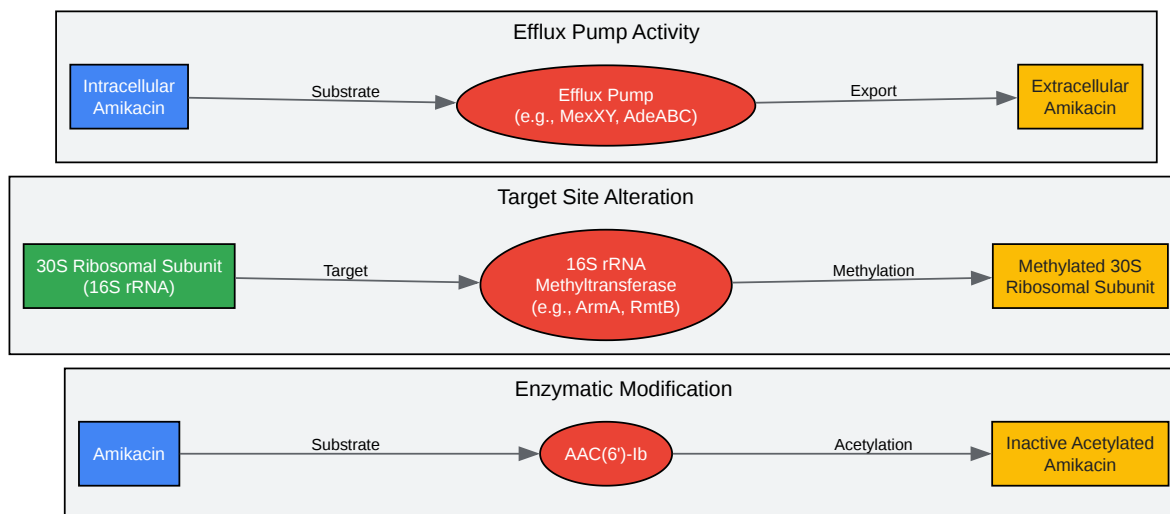 Efflux Pump Activity
Intracellular
Amikacin
Substrate
Efflux Pump
(e.g., MexXY, AdeABC)
Export
Extracellular
Amikacin
Target Site Alteration
30S Ribosomal Subunit
(16S rRNA)
Target
16S rRNA
Methyltransferase
(e.g., ArmA, RmtB)
Methylation
Methylated 30S
Ribosomal Subunit
Enzymatic Modification
Amikacin
Substrate
AAC(6')-Ib
Acetylation
Inactive Acetylated
Amikacin